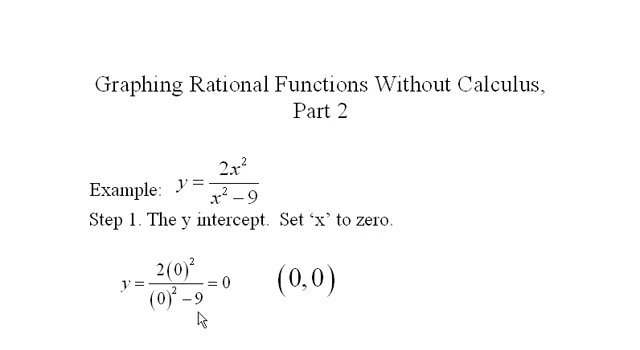 Graphing Rational Functions Without Calculus,
Part 2
Example: y = 2x² / (x² − 9)
Step 1. The y intercept. Set ‘x’ to zero.
y = 2(0)² / ((0)² − 9) = 0 (0,0)